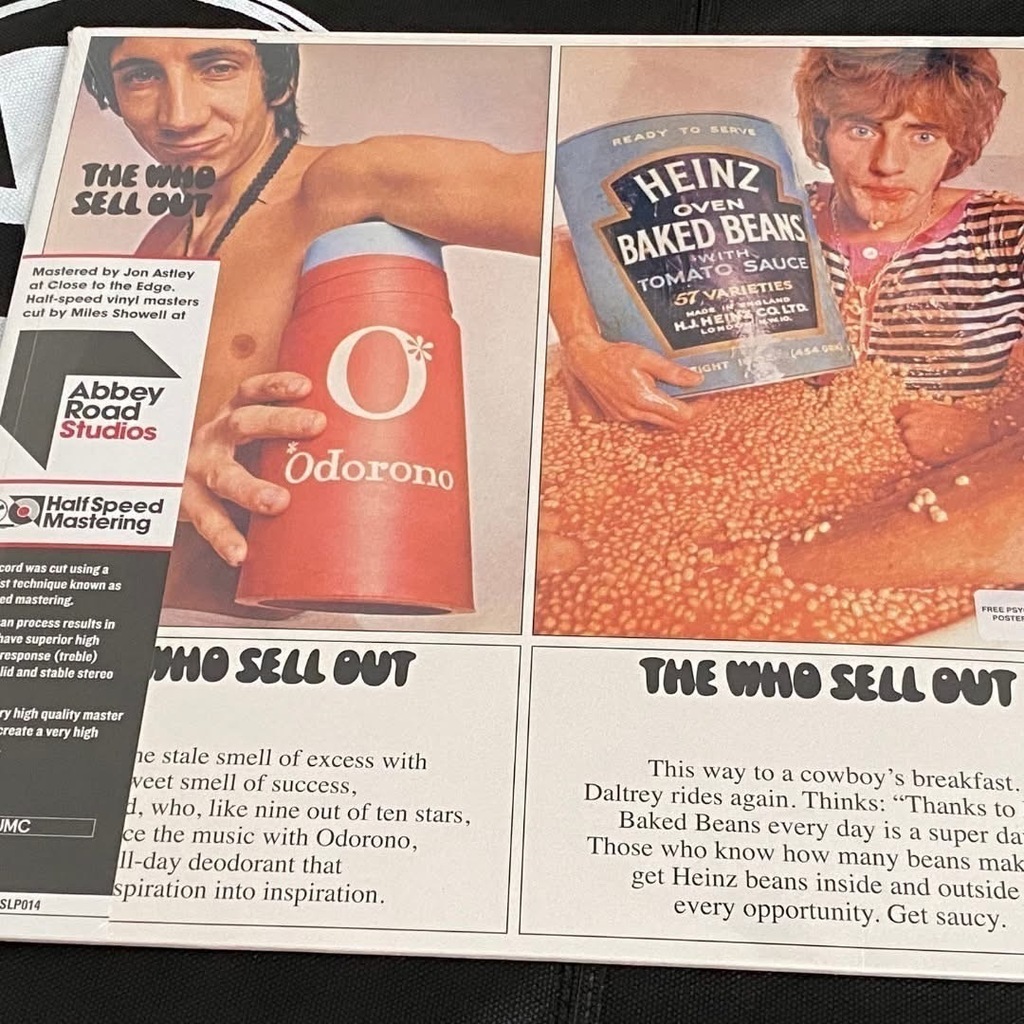 THE WHO
SELL OUT
Mastered by Jon Astley
at Close to the Edge.
Half-speed vinyl masters
cut by Miles Showell at
Abbey
Road
Studios
Half Speed
Mastering
cord was cut using a
st technique known as
ed mastering.
an process results in
have superior high
response (treble)
lid and stable stereo
ry high quality master
create a very high
UMC
SLP014
O*
*Odorono
READY TO SERVE
HEINZ
OVEN
BAKED BEANS
WITH
TOMATO SAUCE
57 VARIETIES
MADE IN ENGLAND
H.J. HEINZ CO. LTD.
LONDON N.W.10.
FREE PSY
POSTER
WHO SELL OUT
he stale smell of excess with
weet smell of success,
d, who, like nine out of ten stars,
ce the music with Odorono,
ll-day deodorant that
spiration into inspiration.
THE WHO SELL OUT
This way to a cowboy's breakfast.
Daltrey rides again. Thinks: “Thanks to
Baked Beans every day is a super da
Those who know how many beans mak
get Heinz beans inside and outside
every opportunity. Get saucy.